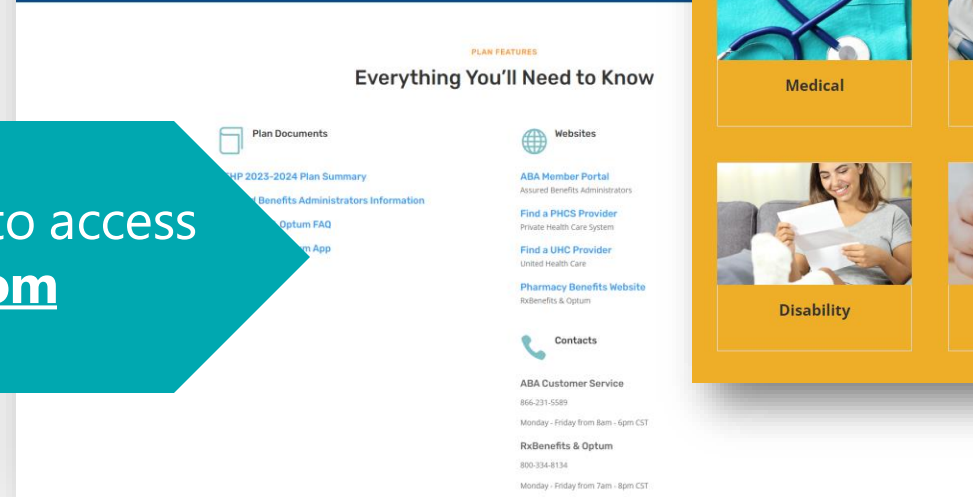 PLAN FEATURES
Everything You'll Need to Know
Plan Documents
HP 2023-2024 Plan Summary
Benefits Administrators Information
Optum FAQ
App
to access
om
Websites
ABA Member Portal
Assured Benefits Administrators
Find a PHCS Provider
Private Health Care System
Find a UHC Provider
United Health Care
Pharmacy Benefits Website
RxBenefits & Optum
Contacts
ABA Customer Service
866-231-5589
Monday - Friday from 8am - 6pm CST
RxBenefits & Optum
800-334-8134
Monday - Friday from 7am - 8pm CST
Medical
Disability